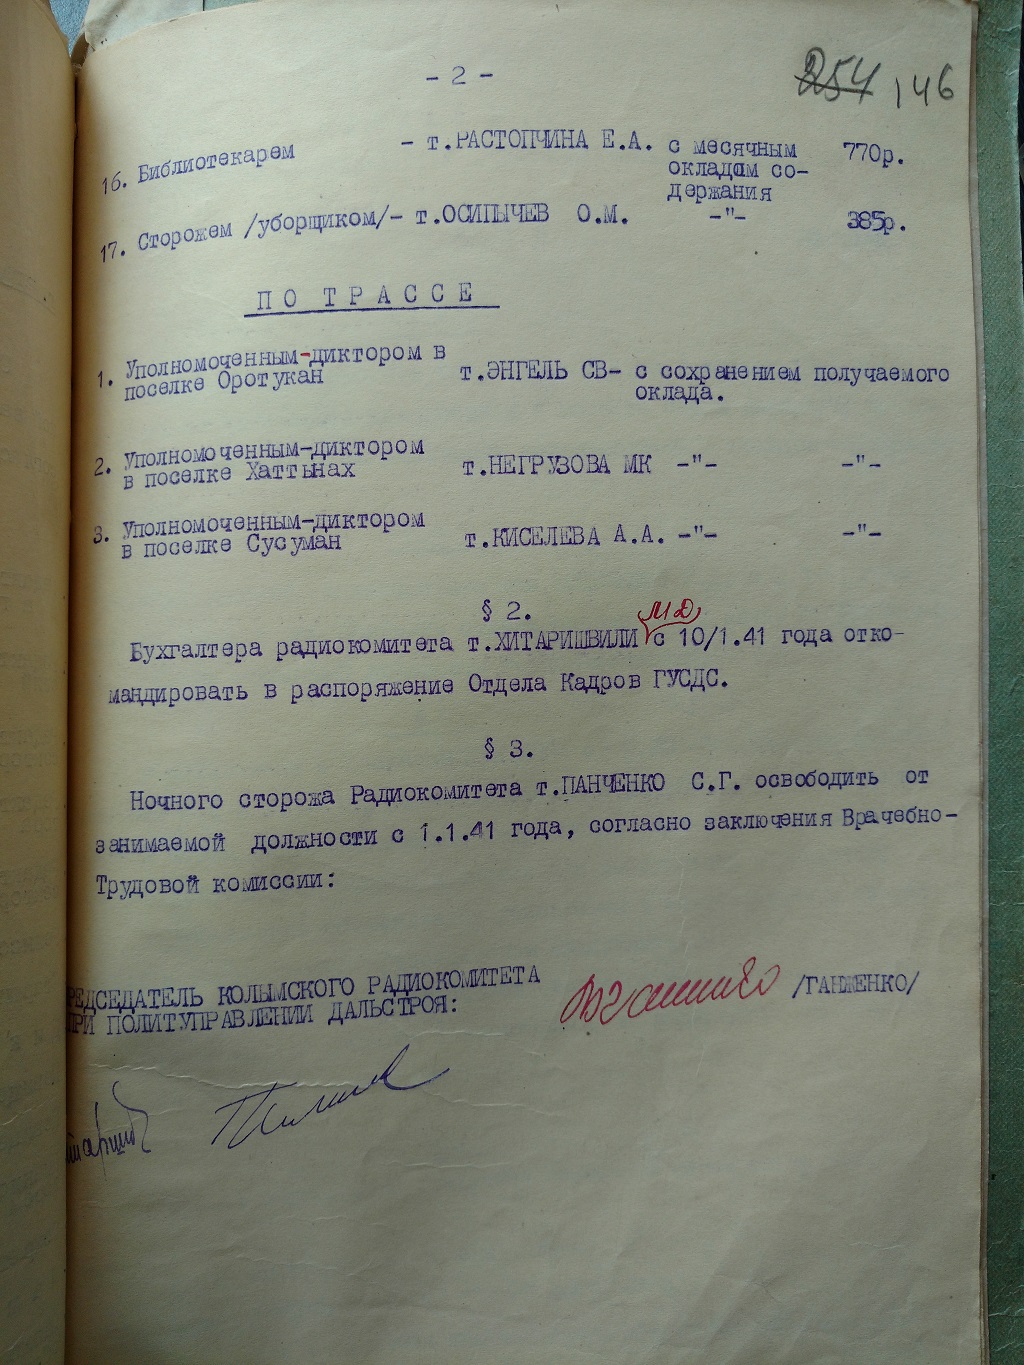 - 2 -
254 146
16. Библиотекарем - т.РАСТОПЧИНА Е.А. с месячным 770р.
окладом со-
держания
17. Сторожем /уборщиком/- т.ОСИПЫЧЕВ О.М. -"- 385р.
ПО ТРАССЕ
1. Уполномоченным-диктором в
поселке Оротукан т.ЭНГЕЛЬ СВ- с сохранением получаемого
оклада.
2. Уполномоченным-диктором
в поселке Хаттынах т.НЕГРУЗОВА МК -"- -"-
3. Уполномоченным-диктором
в поселке Сусуман т.КИСЕЛЕВА А.А. -"- -"-
§ 2.
Бухгалтера радиокомитета т.ХИТАРИШВИЛИ МД с 10/1.41 года отко-
мандировать в распоряжение Отдела Кадров ГУСДС.
§ 3.
Ночного сторожа Радиокомитета т.ПАНЧЕНКО С.Г. освободить от
занимаемой должности с 1.1.41 года, согласно заключения Врачебно-
Трудовой комиссии:
РЕДСЕДАТЕЛЬ КОЛЫМСКОГО РАДИОКОМИТЕТА
ПРИ ПОЛИТУПРАВЛЕНИИ ДАЛЬСТРОЯ: /ГАНЖЕНКО/